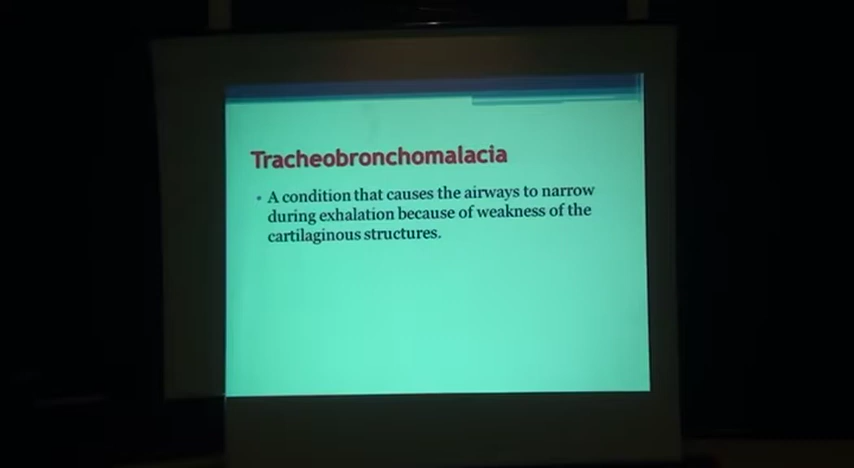 Tracheobronchomalacia
• A condition that causes the airways to narrow
during exhalation because of weakness of the
cartilaginous structures.